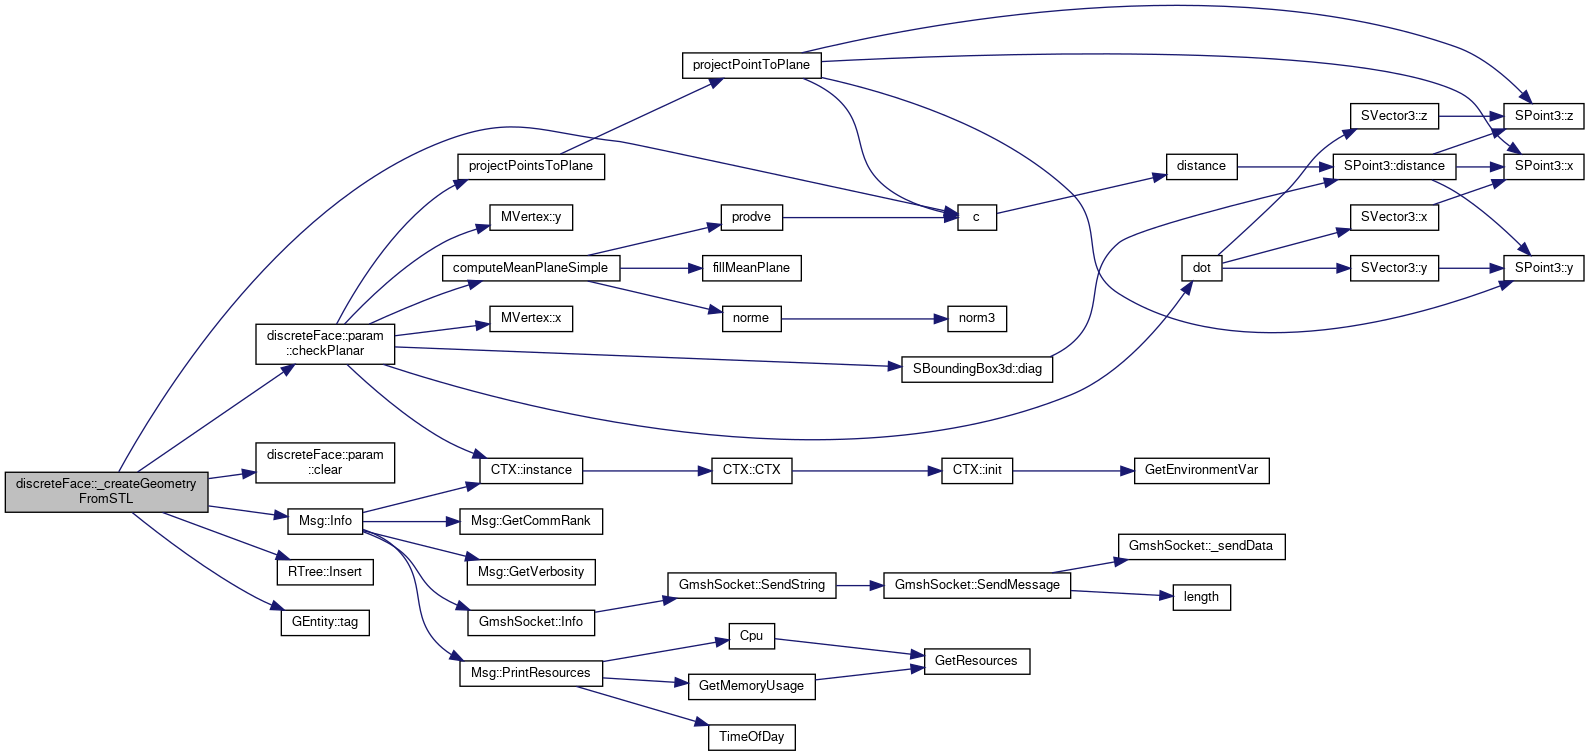 projectPointToPlane
SVector3::z
SPoint3::z
projectPointsToPlane
distance
SPoint3::distance
SPoint3::x
MVertex::y
prodve
c
SVector3::x
computeMeanPlaneSimple
fillMeanPlane
dot
SVector3::y
SPoint3::y
MVertex::x
norme
norm3
discreteFace::param
::checkPlanar
SBoundingBox3d::diag
discreteFace::param
::clear
CTX::instance
CTX::CTX
CTX::init
GetEnvironmentVar
discreteFace::_createGeometry
FromSTL
Msg::Info
Msg::GetCommRank
GmshSocket::_sendData
RTree::Insert
Msg::GetVerbosity
GmshSocket::SendString
GmshSocket::SendMessage
length
GEntity::tag
GmshSocket::Info
Cpu
GetResources
Msg::PrintResources
GetMemoryUsage
TimeOfDay